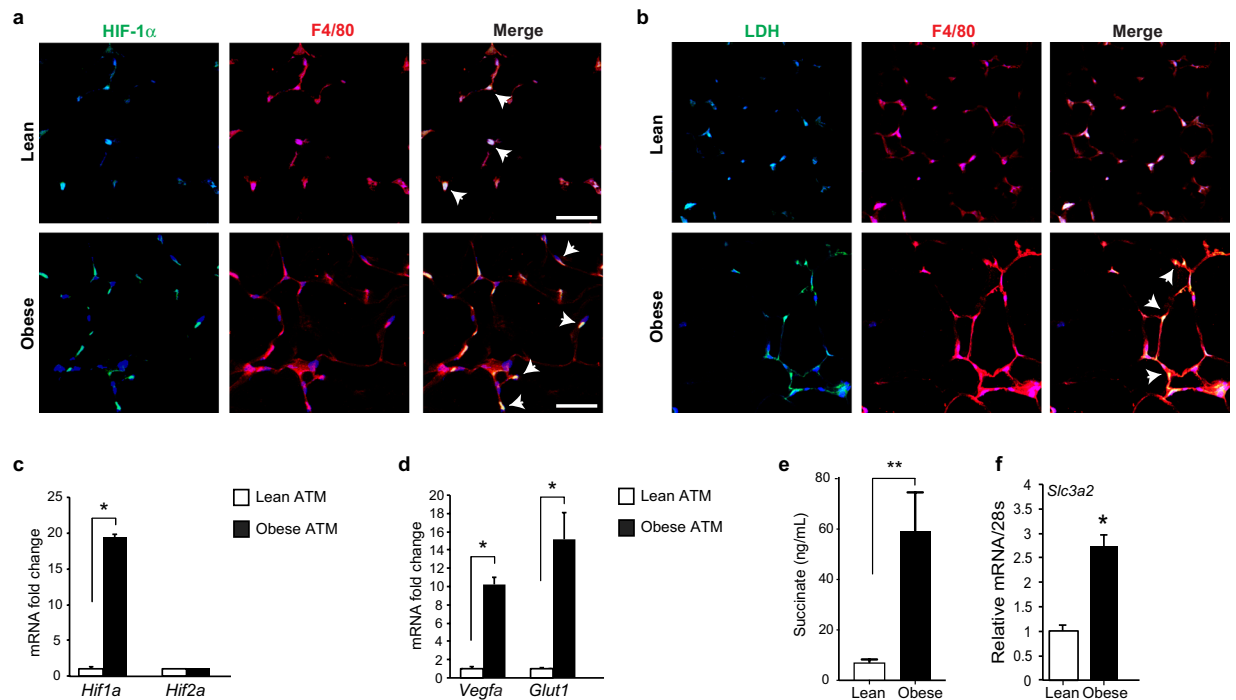 a
HIF-1α F4/80 Merge
Lean
Obese
b
LDH F4/80 Merge
Lean
Obese
c
mRNA fold change
25
20
15
10
5
0
*
Hif1a Hif2a
Lean ATM
Obese ATM
d
mRNA fold change
20
18
16
14
12
10
8
6
4
2
0
*
*
Vegfa Glut1
Lean ATM
Obese ATM
e
Succinate (ng/mL)
80
60
40
20
0
**
Lean Obese
f
Slc3a2
Relative mRNA/28s
4
3.5
3
2.5
2
1.5
1
0.5
0
*
Lean Obese